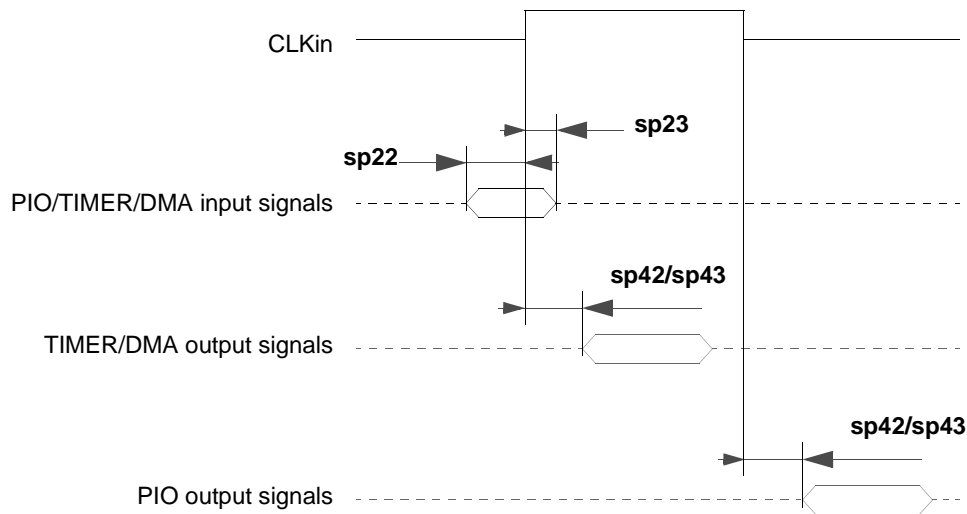 CLKin
sp23
sp22
PIO/TIMER/DMA input signals
sp42/sp43
TIMER/DMA output signals
sp42/sp43
PIO output signals